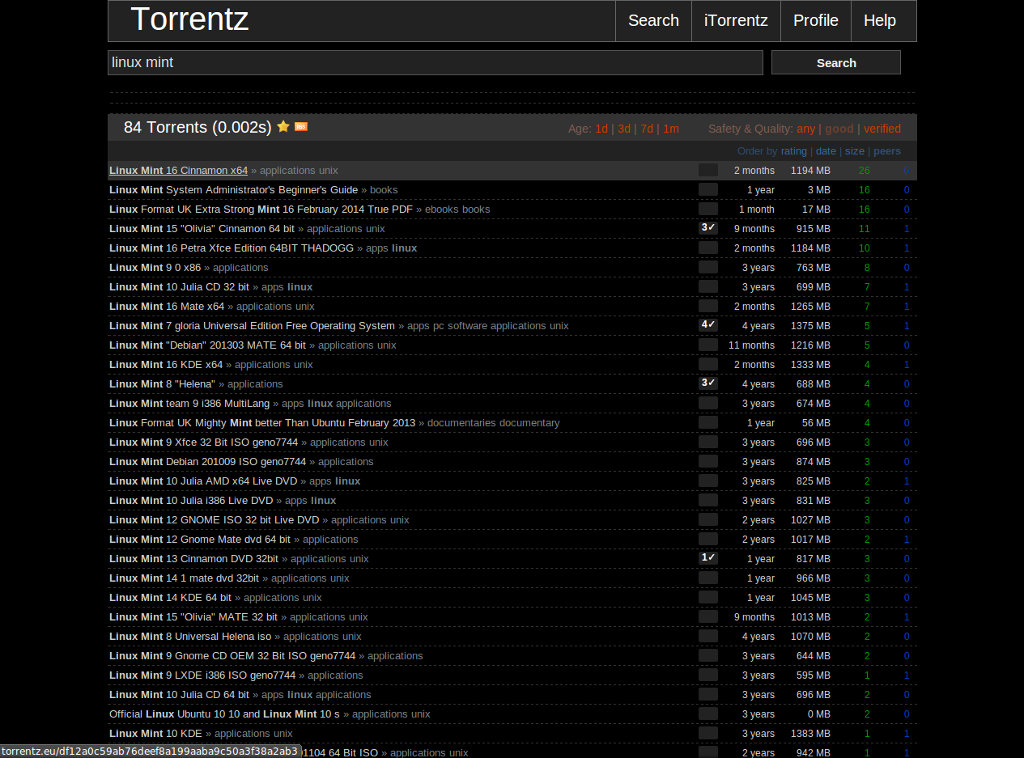 Torrentz
Search iTorrentz Profile Help
linux mint Search
84 Torrents (0.002s) Age: 1d | 3d | 7d | 1m Safety & Quality: any | good | verified
Order by rating | date | size | peers
Linux Mint 16 Cinnamon x64 » applications unix 2 months 1194 MB 26 0
Linux Mint System Administrator's Beginner's Guide » books 1 year 3 MB 16 0
Linux Format UK Extra Strong Mint 16 February 2014 True PDF » ebooks books 1 month 17 MB 16 0
Linux Mint 15 "Olivia" Cinnamon 64 bit » applications unix 3✓ 9 months 915 MB 11 1
Linux Mint 16 Petra Xfce Edition 64BIT THADOGG » apps linux 2 months 1184 MB 10 1
Linux Mint 9 0 x86 » applications 3 years 763 MB 8 0
Linux Mint 10 Julia CD 32 bit » apps linux 3 years 699 MB 7 1
Linux Mint 16 Mate x64 » applications unix 2 months 1265 MB 7 1
Linux Mint 7 gloria Universal Edition Free Operating System » apps pc software applications unix 4✓ 4 years 1375 MB 5 1
Linux Mint "Debian" 201303 MATE 64 bit » applications unix 11 months 1216 MB 5 0
Linux Mint 16 KDE x64 » applications unix 2 months 1333 MB 4 1
Linux Mint 8 "Helena" » applications 3✓ 4 years 688 MB 4 0
Linux Mint team 9 i386 MultiLang » apps linux applications 3 years 674 MB 4 0
Linux Format UK Mighty Mint better Than Ubuntu February 2013 » documentaries documentary 1 year 56 MB 4 0
Linux Mint 9 Xfce 32 Bit ISO geno7744 » applications unix 3 years 696 MB 3 0
Linux Mint Debian 201009 ISO geno7744 » applications 3 years 874 MB 3 0
Linux Mint 10 Julia AMD x64 Live DVD » apps linux 3 years 825 MB 2 1
Linux Mint 10 Julia i386 Live DVD » apps linux 3 years 831 MB 3 0
Linux Mint 12 GNOME ISO 32 bit Live DVD » applications unix 2 years 1027 MB 3 0
Linux Mint 12 Gnome Mate dvd 64 bit » applications 2 years 1017 MB 2 1
Linux Mint 13 Cinnamon DVD 32bit » applications unix 1✓ 1 year 817 MB 3 0
Linux Mint 14 1 mate dvd 32bit » applications unix 1 year 966 MB 3 0
Linux Mint 14 KDE 64 bit » applications unix 1 year 1045 MB 3 0
Linux Mint 15 "Olivia" MATE 32 bit » applications unix 9 months 1013 MB 2 1
Linux Mint 8 Universal Helena iso » applications unix 4 years 1070 MB 2 0
Linux Mint 9 Gnome CD OEM 32 Bit ISO geno7744 » applications 3 years 644 MB 2 0
Linux Mint 9 LXDE i386 ISO geno7744 » applications 3 years 595 MB 1 1
Linux Mint 10 Julia CD 64 bit » apps linux applications 3 years 696 MB 2 0
Official Linux Ubuntu 10 10 and Linux Mint 10 s » applications unix 3 years 0 MB 2 0
Linux Mint 10 KDE » applications unix 3 years 1383 MB 1 1
torrentz.eu/df12a0c59ab76deef8a199aaba9c50a3f38a2ab3 1104 64 Bit ISO » applications unix 2 years 942 MB 1 1